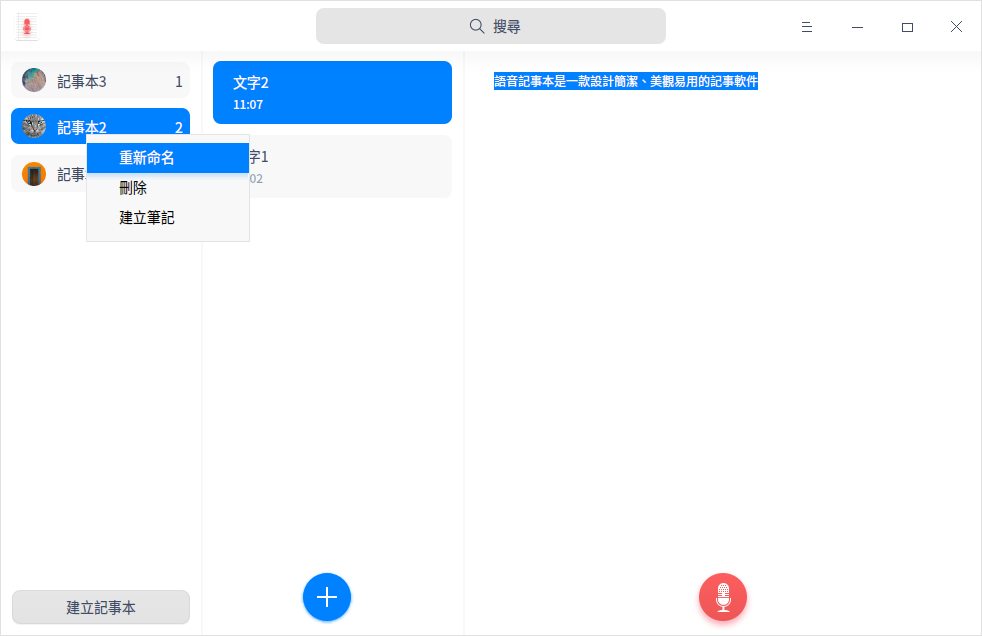 搜尋
記事本3
1
記事本2
2
記事
重新命名
刪除
建立筆記
建立記事本
文字2
11:07
字1
02
語音記事本是一款設計簡潔、美觀易用的記事軟件